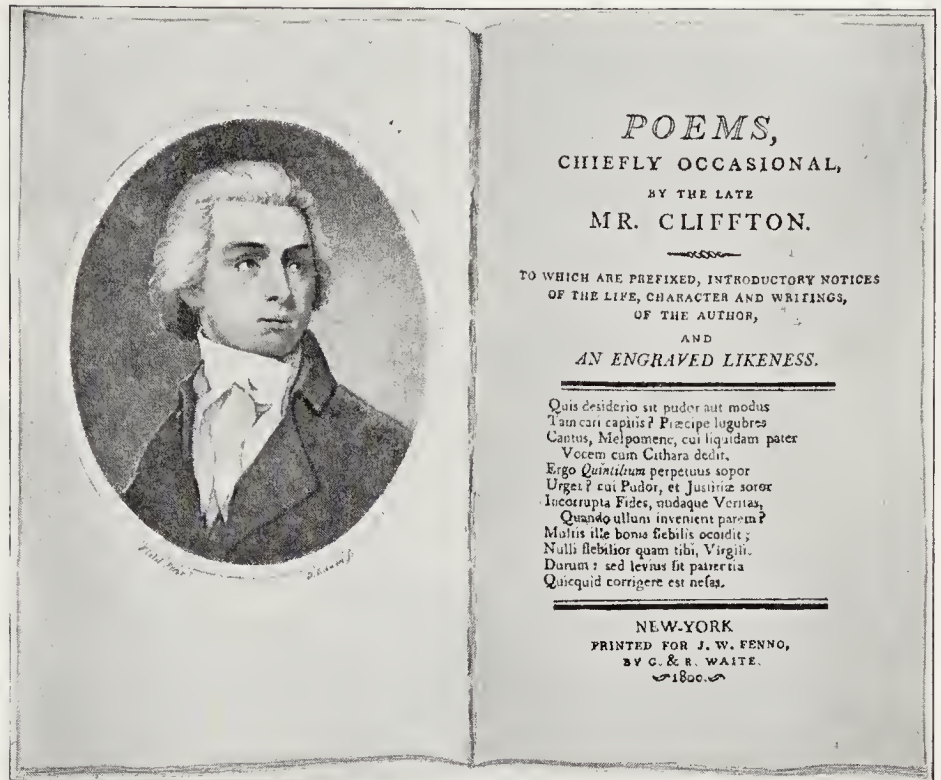 POEMS,
CHIEFLY OCCASIONAL,
BY THE LATE
MR. CLIFFTON.
TO WHICH ARE PREFIXED, INTRODUCTORY NOTICES
OF THE LIFE, CHARACTER AND WRITINGS,
OF THE AUTHOR,
AND
AN ENGRAVED LIKENESS.
Quis desiderio sit pudor aut modus
Tam cari capitis? Præcipe lugubres
Cantus, Melpomene, cui liquidam pater
Vocem cum Cithara dedit.
Ergo Quintilium perpetuus sopor
Urget? cui Pudor, et Justitiæ soror
Incorrupta Fides, nudaque Veritas,
Quando ullum invenient parem?
Multis ille bonis flebilis occidit;
Nulli flebilior quam tibi, Virgili.
Durum: sed levius fit patientia
Quicquid corrigere est nefas.
NEW-YORK
PRINTED FOR J. W. FENNO,
BY G. & R. WAITE.
1800.